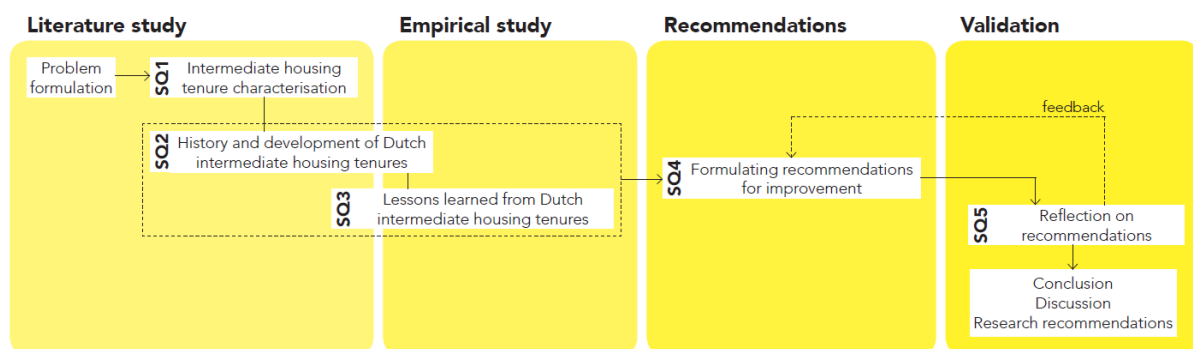 Literature study
Empirical study
Recommendations
Validation
Problem
formulation
SQ1
Intermediate housing
tenure characterisation
SQ2
History and development of Dutch
intermediate housing tenures
SQ3
Lessons learned from Dutch
intermediate housing tenures
SQ4
Formulating recommendations
for improvement
feedback
SQ5
Reflection on
recommendations
Conclusion
Discussion
Research recommendations